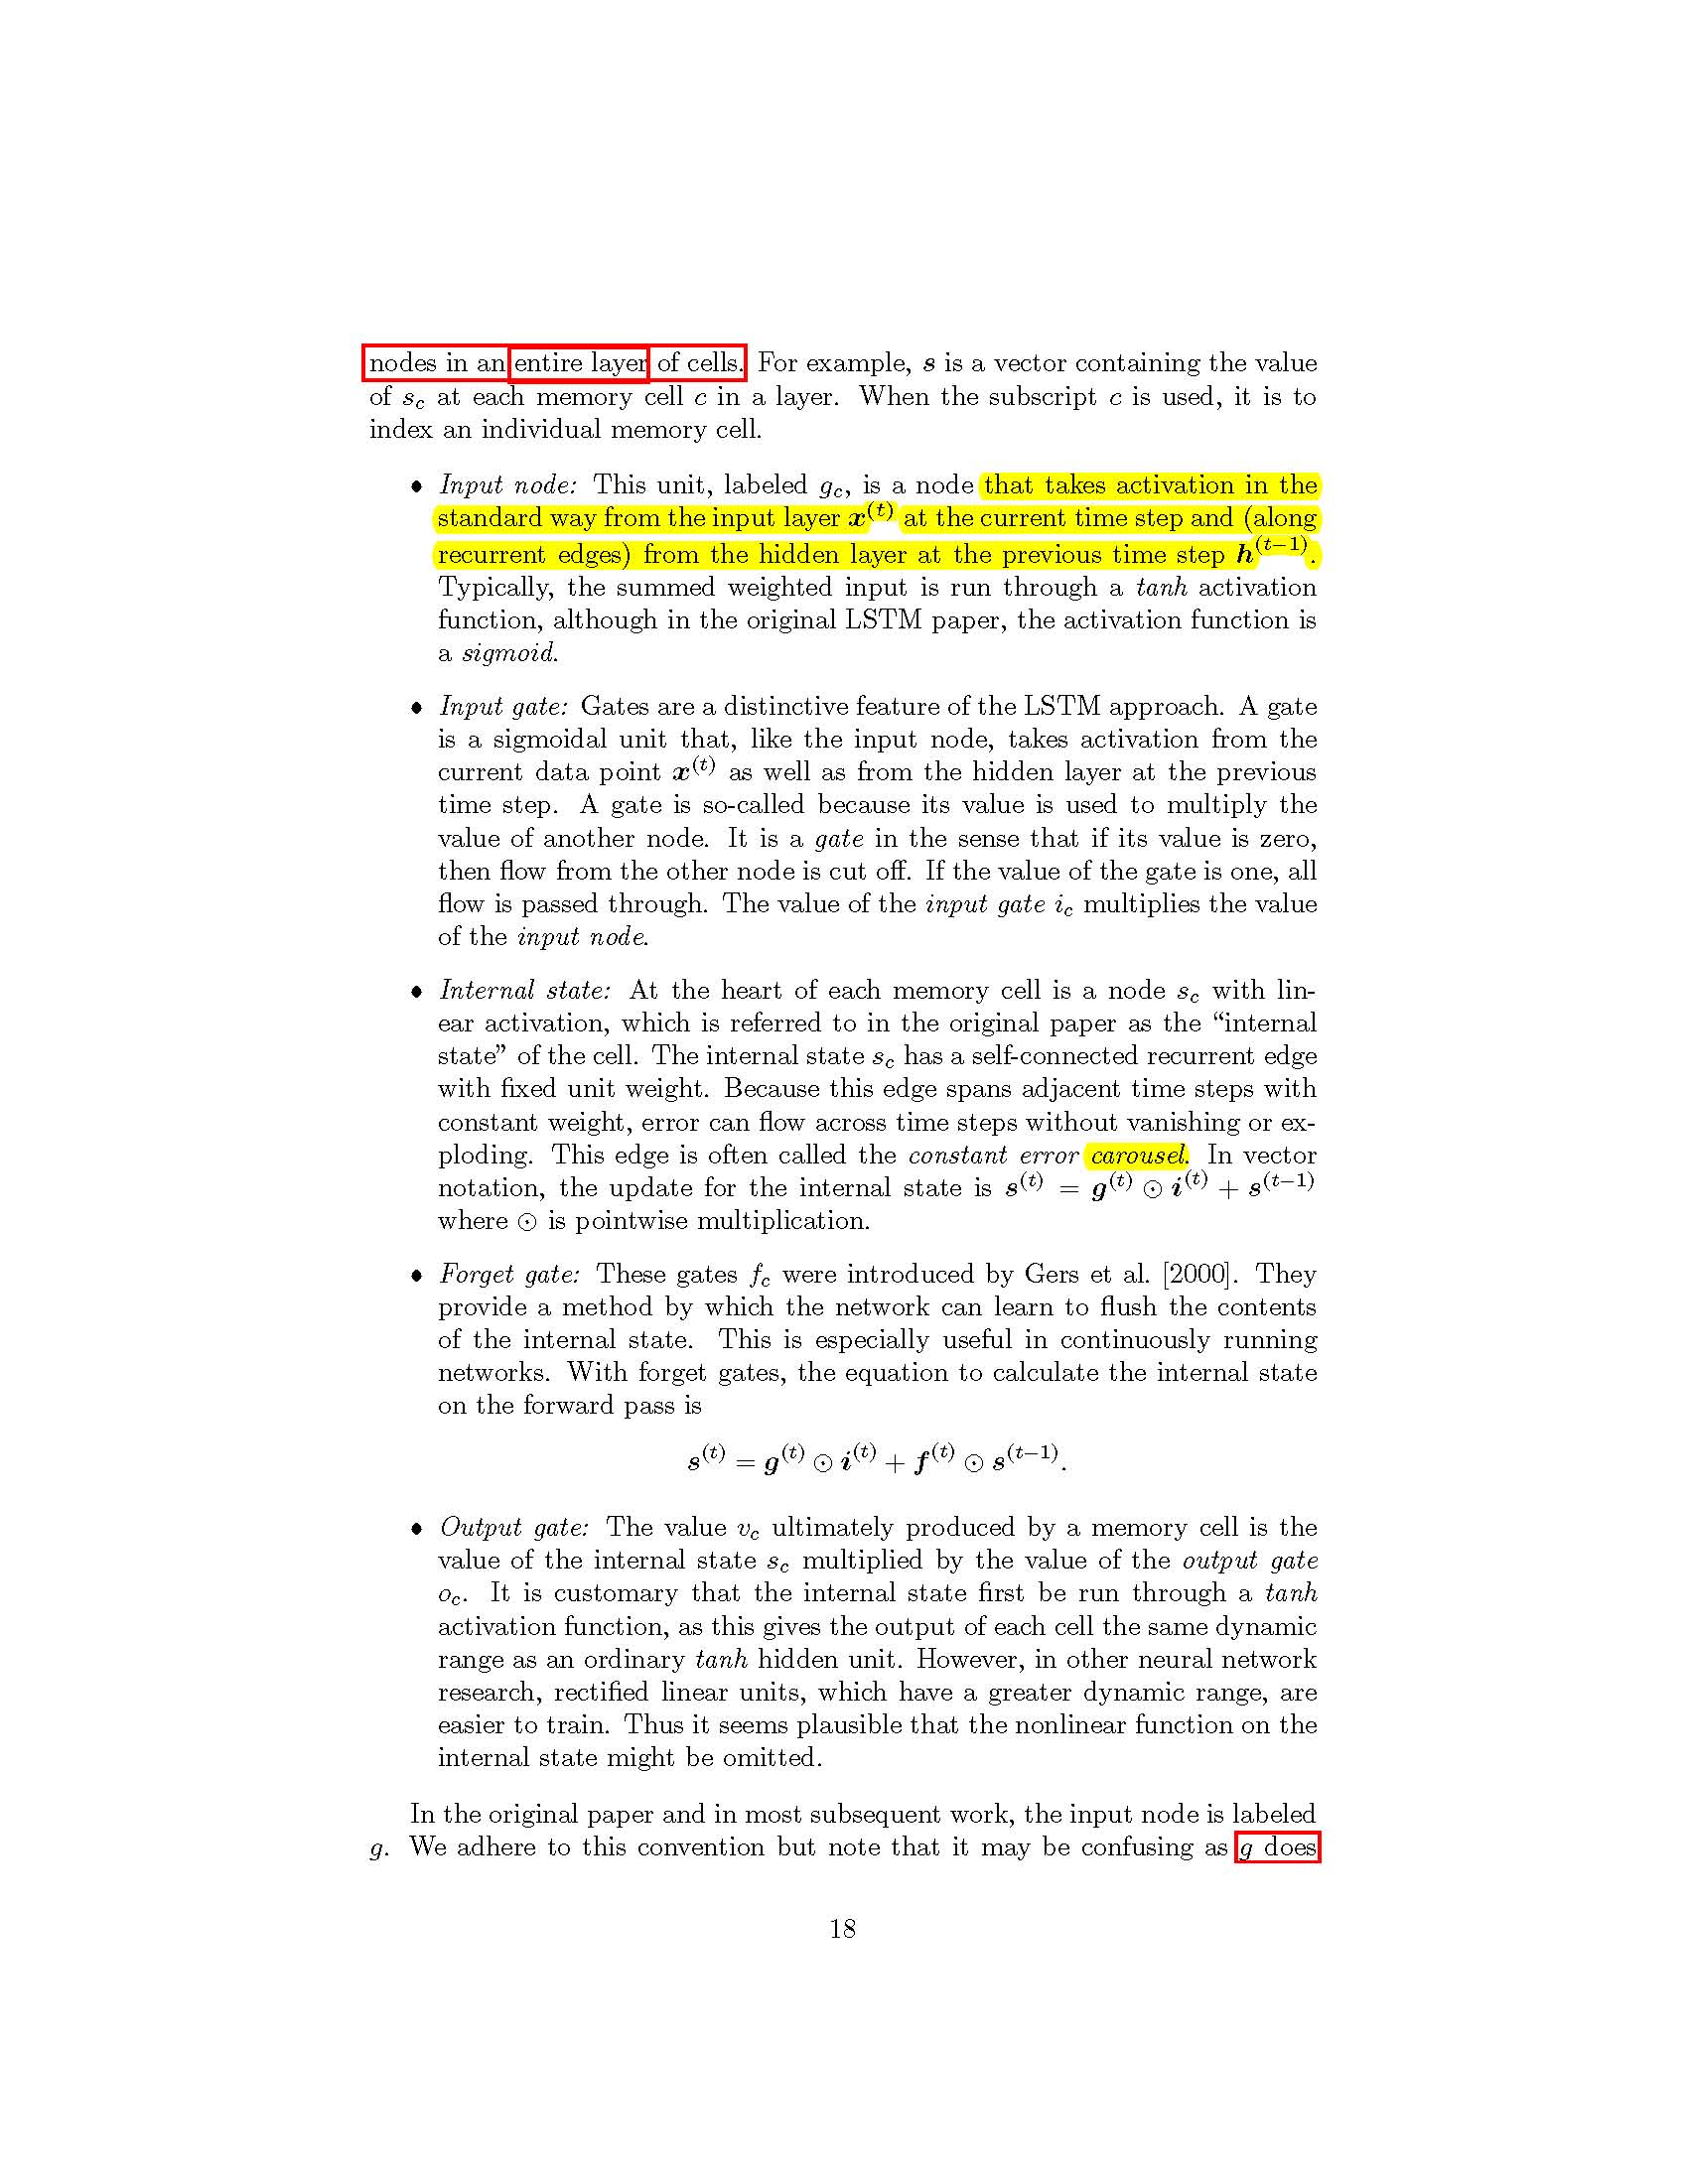 nodes in an entire layer of cells. For example, s is a vector containing the value
of s_c at each memory cell c in a layer. When the subscript c is used, it is to
index an individual memory cell.
• Input node: This unit, labeled g_c, is a node that takes activation in the
standard way from the input layer x^(t) at the current time step and (along
recurrent edges) from the hidden layer at the previous time step h^(t−1).
Typically, the summed weighted input is run through a tanh activation
function, although in the original LSTM paper, the activation function is
a sigmoid.
• Input gate: Gates are a distinctive feature of the LSTM approach. A gate
is a sigmoidal unit that, like the input node, takes activation from the
current data point x^(t) as well as from the hidden layer at the previous
time step. A gate is so-called because its value is used to multiply the
value of another node. It is a gate in the sense that if its value is zero,
then flow from the other node is cut off. If the value of the gate is one, all
flow is passed through. The value of the input gate i_c multiplies the value
of the input node.
• Internal state: At the heart of each memory cell is a node s_c with lin-
ear activation, which is referred to in the original paper as the “internal
state” of the cell. The internal state s_c has a self-connected recurrent edge
with fixed unit weight. Because this edge spans adjacent time steps with
constant weight, error can flow across time steps without vanishing or ex-
ploding. This edge is often called the constant error carousel. In vector
notation, the update for the internal state is s^(t) = g^(t) ⊙ i^(t) + s^(t−1)
where ⊙ is pointwise multiplication.
• Forget gate: These gates f_c were introduced by Gers et al. [2000]. They
provide a method by which the network can learn to flush the contents
of the internal state. This is especially useful in continuously running
networks. With forget gates, the equation to calculate the internal state
on the forward pass is
s^(t) = g^(t) ⊙ i^(t) + f^(t) ⊙ s^(t−1).
• Output gate: The value v_c ultimately produced by a memory cell is the
value of the internal state s_c multiplied by the value of the output gate
o_c. It is customary that the internal state first be run through a tanh
activation function, as this gives the output of each cell the same dynamic
range as an ordinary tanh hidden unit. However, in other neural network
research, rectified linear units, which have a greater dynamic range, are
easier to train. Thus it seems plausible that the nonlinear function on the
internal state might be omitted.
In the original paper and in most subsequent work, the input node is labeled
g. We adhere to this convention but note that it may be confusing as g does
18